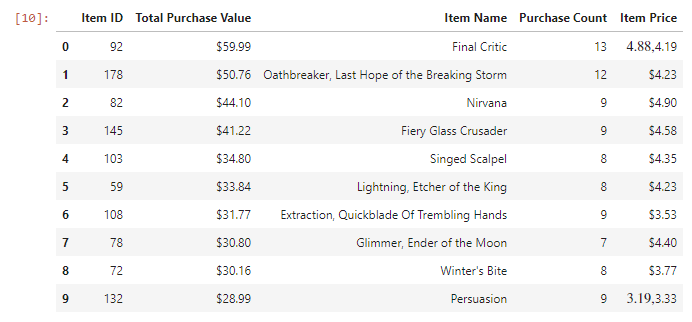 [10]: Item ID Total Purchase Value Item Name Purchase Count Item Price
0 92 $59.99 Final Critic 13 4.88,4.19
1 178 $50.76 Oathbreaker, Last Hope of the Breaking Storm 12 $4.23
2 82 $44.10 Nirvana 9 $4.90
3 145 $41.22 Fiery Glass Crusader 9 $4.58
4 103 $34.80 Singed Scalpel 8 $4.35
5 59 $33.84 Lightning, Etcher of the King 8 $4.23
6 108 $31.77 Extraction, Quickblade Of Trembling Hands 9 $3.53
7 78 $30.80 Glimmer, Ender of the Moon 7 $4.40
8 72 $30.16 Winter's Bite 8 $3.77
9 132 $28.99 Persuasion 9 3.19,3.33